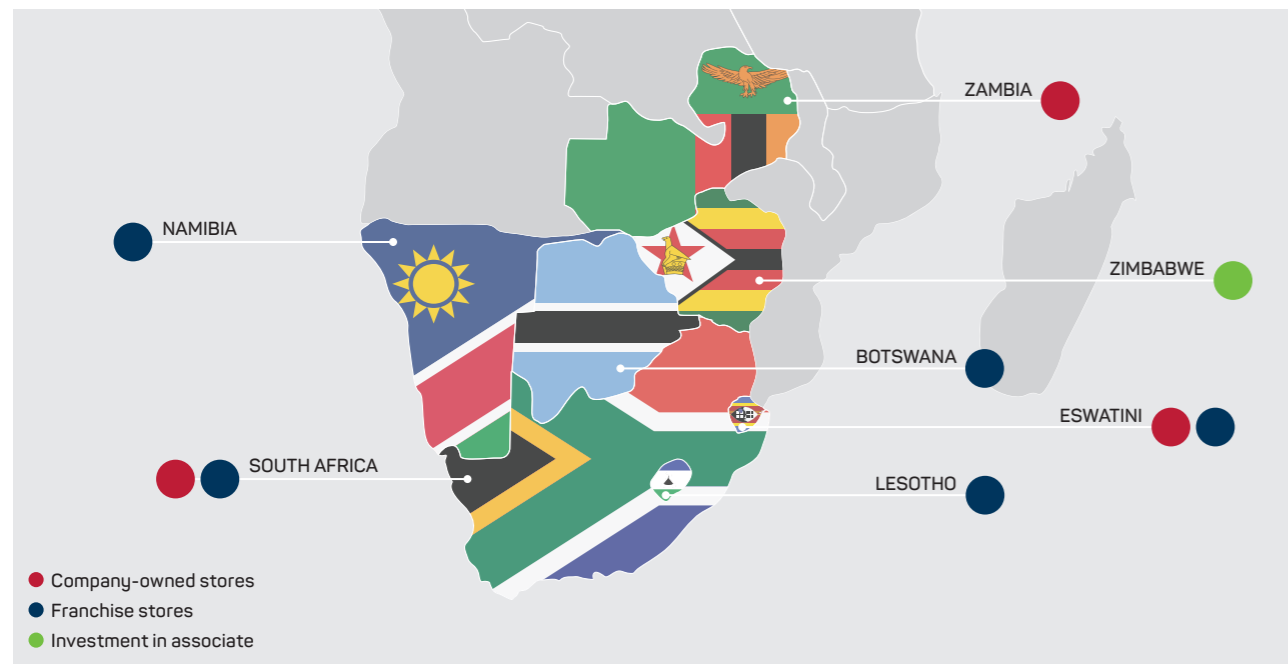 ZAMBIA
NAMIBIA
ZIMBABWE
BOTSWANA
ESWATINI
SOUTH AFRICA
LESOTHO
Company-owned stores
Franchise stores
Investment in associate